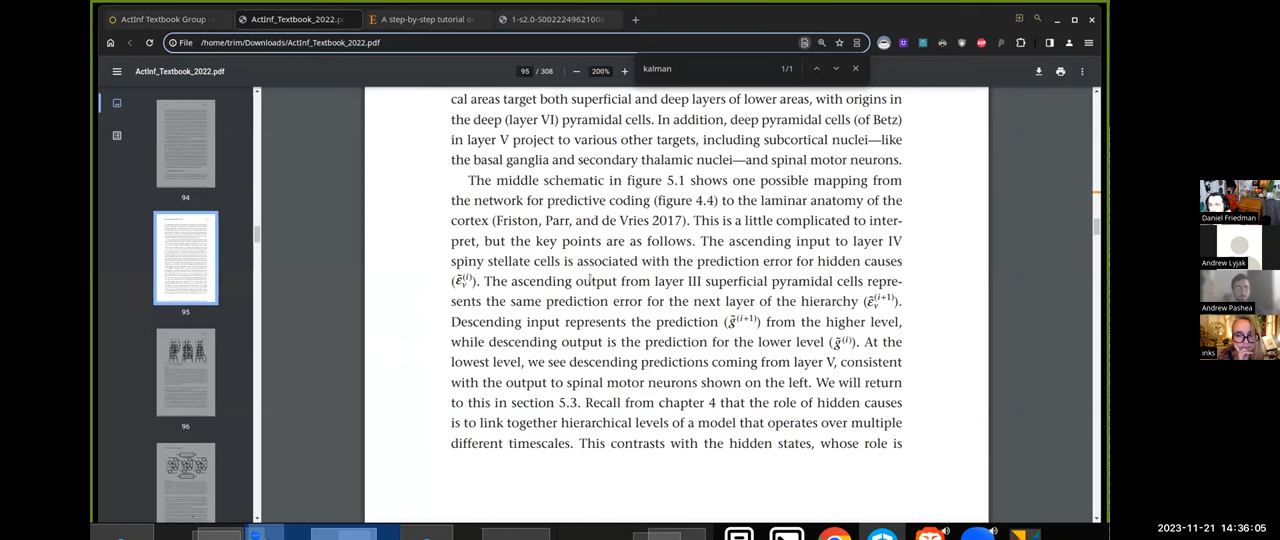 ActInf Textbook Group -
ActInf_Textbook_2022.p
A step-by-step tutorial o
1-s2.0-S0022249621000
File
/home/trim/Downloads/ActInf_Textbook_2022.pdf
kalman
1/1
ActInf_Textbook_2022.pdf
95 / 308
200%
94
95
96
cal areas target both superficial and deep layers of lower areas, with origins in
the deep (layer VI) pyramidal cells. In addition, deep pyramidal cells (of Betz)
in layer V project to various other targets, including subcortical nuclei—like
the basal ganglia and secondary thalamic nuclei—and spinal motor neurons.
The middle schematic in figure 5.1 shows one possible mapping from
the network for predictive coding (figure 4.4) to the laminar anatomy of the
cortex (Friston, Parr, and de Vries 2017). This is a little complicated to inter-
pret, but the key points are as follows. The ascending input to layer IV
spiny stellate cells is associated with the prediction error for hidden causes
(ε̃ᵥ⁽ⁱ⁾). The ascending output from layer III superficial pyramidal cells repre-
sents the same prediction error for the next layer of the hierarchy (ε̃ᵥ⁽ⁱ⁺¹⁾).
Descending input represents the prediction (g̃⁽ⁱ⁺¹⁾) from the higher level,
while descending output is the prediction for the lower level (g̃⁽ⁱ⁾). At the
lowest level, we see descending predictions coming from layer V, consistent
with the output to spinal motor neurons shown on the left. We will return
to this in section 5.3. Recall from chapter 4 that the role of hidden causes
is to link together hierarchical levels of a model that operates over multiple
different timescales. This contrasts with the hidden states, whose role is
Daniel Friedman
Andrew Lyjak
Andrew Pashea
inks
2023-11-21 14:36:05